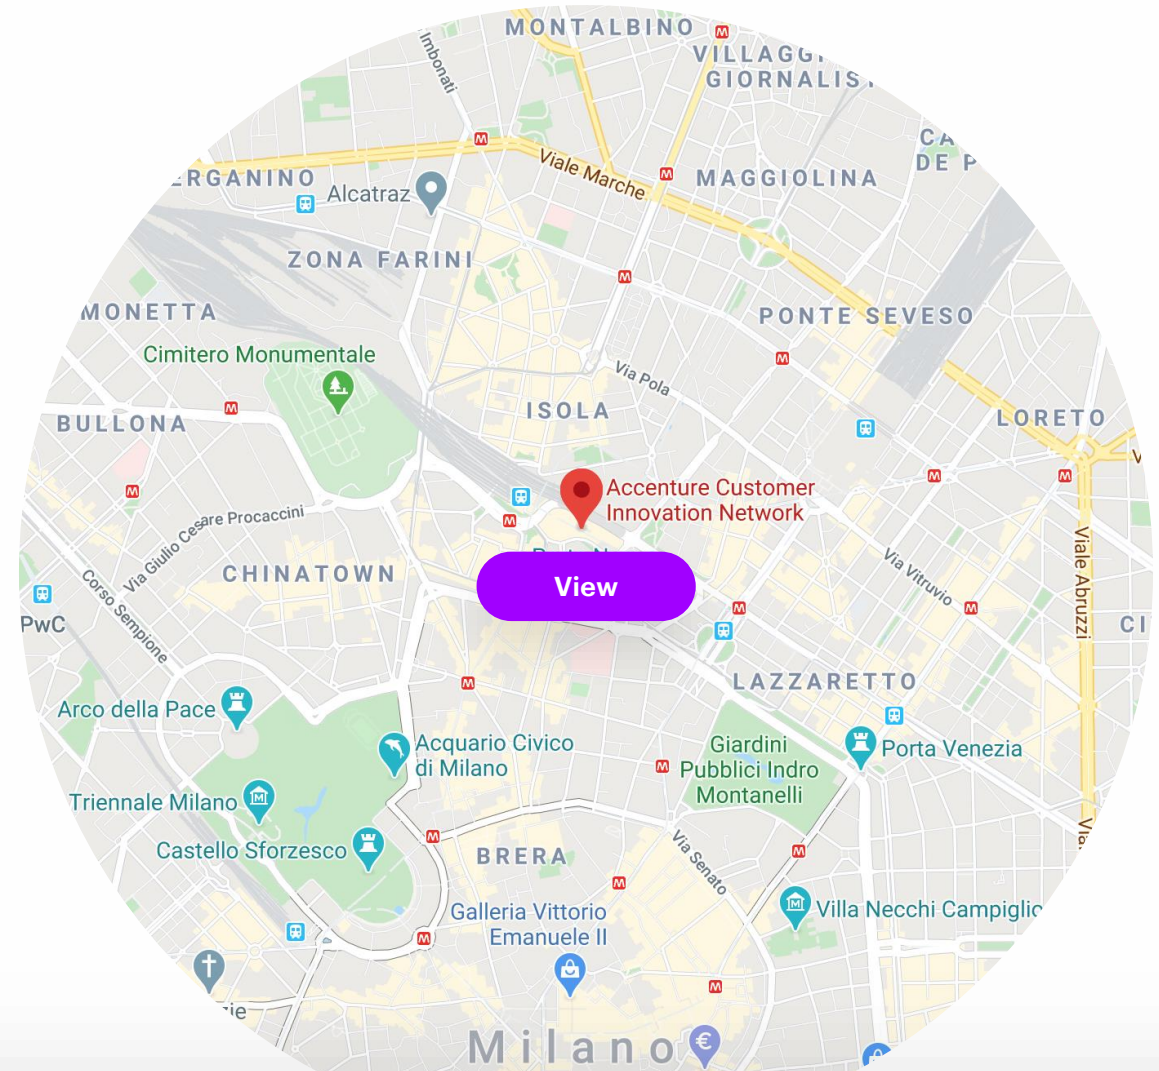 MONTALBINO
Imbonati
VILLAGGI
GIORNALIS
CA
DE P
Viale Marche
ERGANINO
MAGGIOLINA
Alcatraz
ZONA FARINI
MONETTA
PONTE SEVESO
Cimitero Monumentale
Via Pola
ISOLA
BULLONA
LORETO
Accenture Customer
Innovation Network
Via Giulio Cesare Procaccini
CHINATOWN
View
Via Vitruvio
Viale Abruzzi
Corso Sempione
PwC
CI
LAZZARETTO
Arco della Pace
Acquario Civico
di Milano
Giardini
Pubblici Indro
Montanelli
Porta Venezia
Triennale Milano
Castello Sforzesco
BRERA
Via Senato
Galleria Vittorio
Emanuele II
Villa Necchi Campiglio
zie
Milano